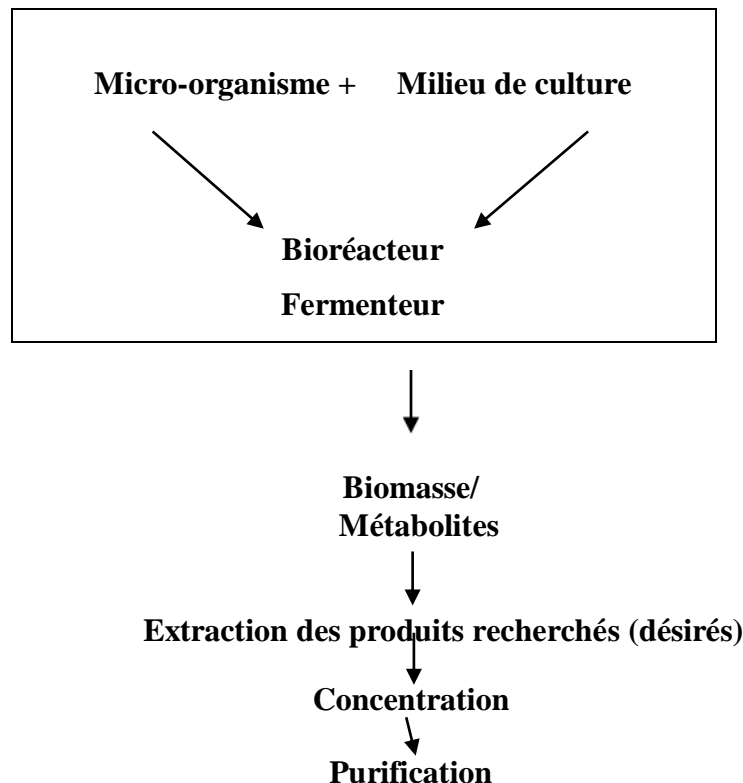 Micro-organisme + Milieu de culture
Bioréacteur
Fermenteur
Biomasse/
Métabolites
Extraction des produits recherchés (désirés)
Concentration
Purification